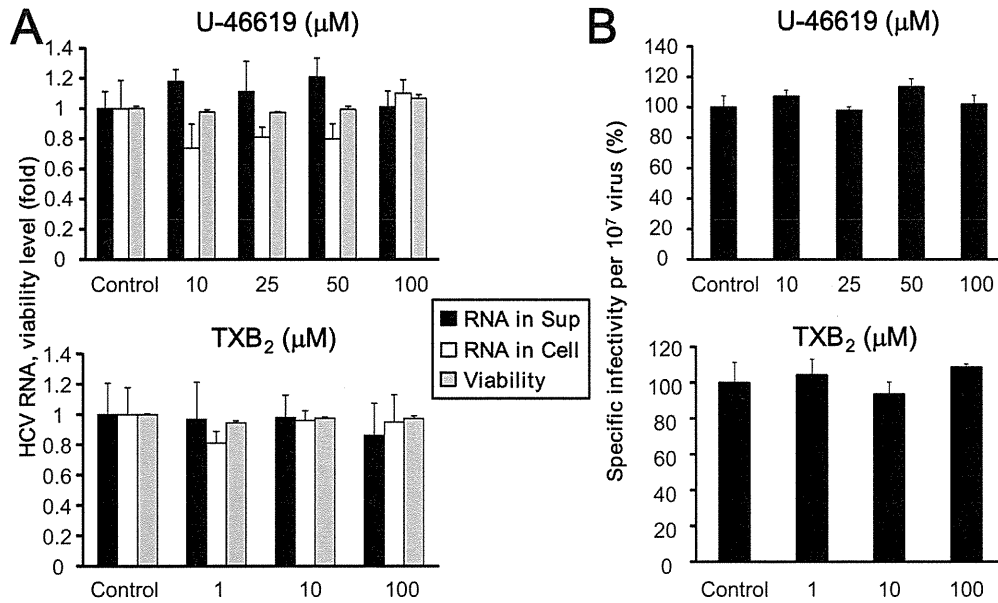 A
U-46619 (μM)
HCV RNA, viability level (fold)
1.4
1.2
1
0.8
0.6
0.4
0.2
0
Control 10 25 50 100
TXB2 (μM)
1.4
1.2
1
0.8
0.6
0.4
0.2
0
Control 1 10 100
RNA in Sup
RNA in Cell
Viability
B
U-46619 (μM)
Specific infectivity per 10⁷ virus (%)
140
120
100
80
60
40
20
0
Control 10 25 50 100
TXB2 (μM)
120
100
80
60
40
20
0
Control 1 10 100